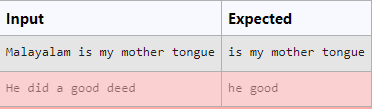 Input Expected
Malayalam is my mother tongue is my mother tongue
He did a good deed he good